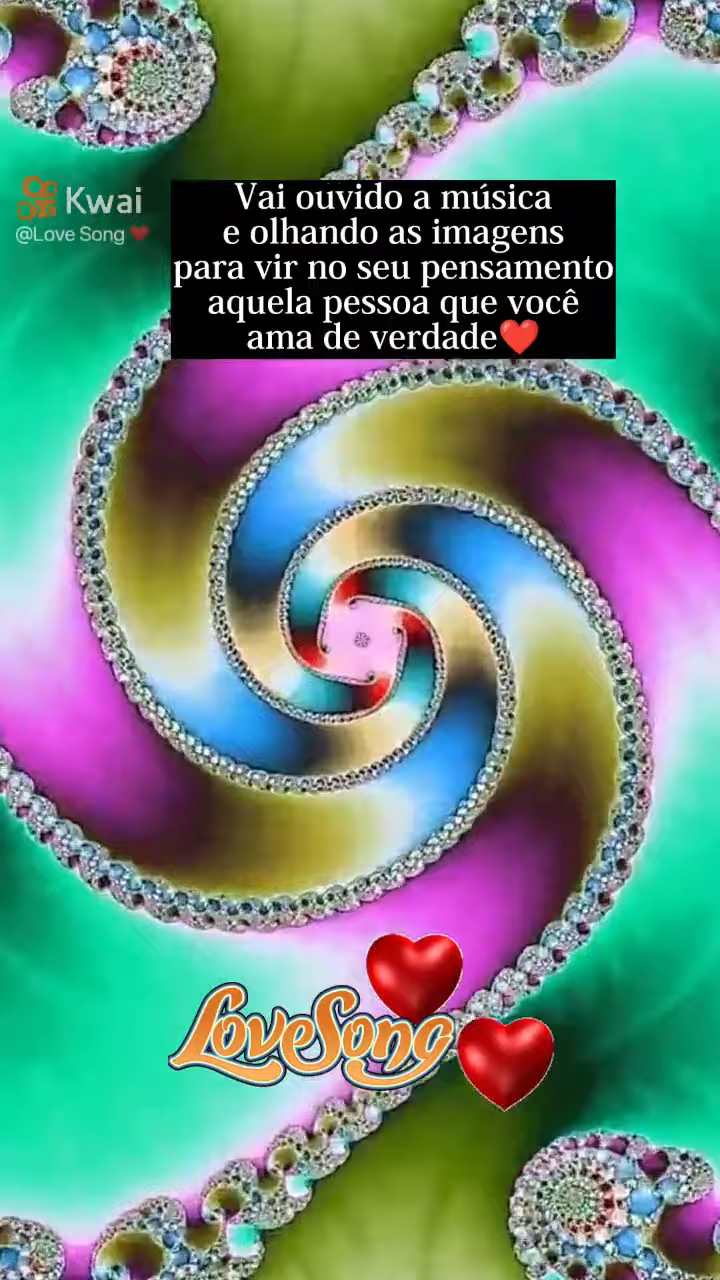 Kwai
@Love Song ❤️
Vai ouvido a música
e olhando as imagens
para vir no seu pensamento
aquela pessoa que você
ama de verdade❤️
LoveSong